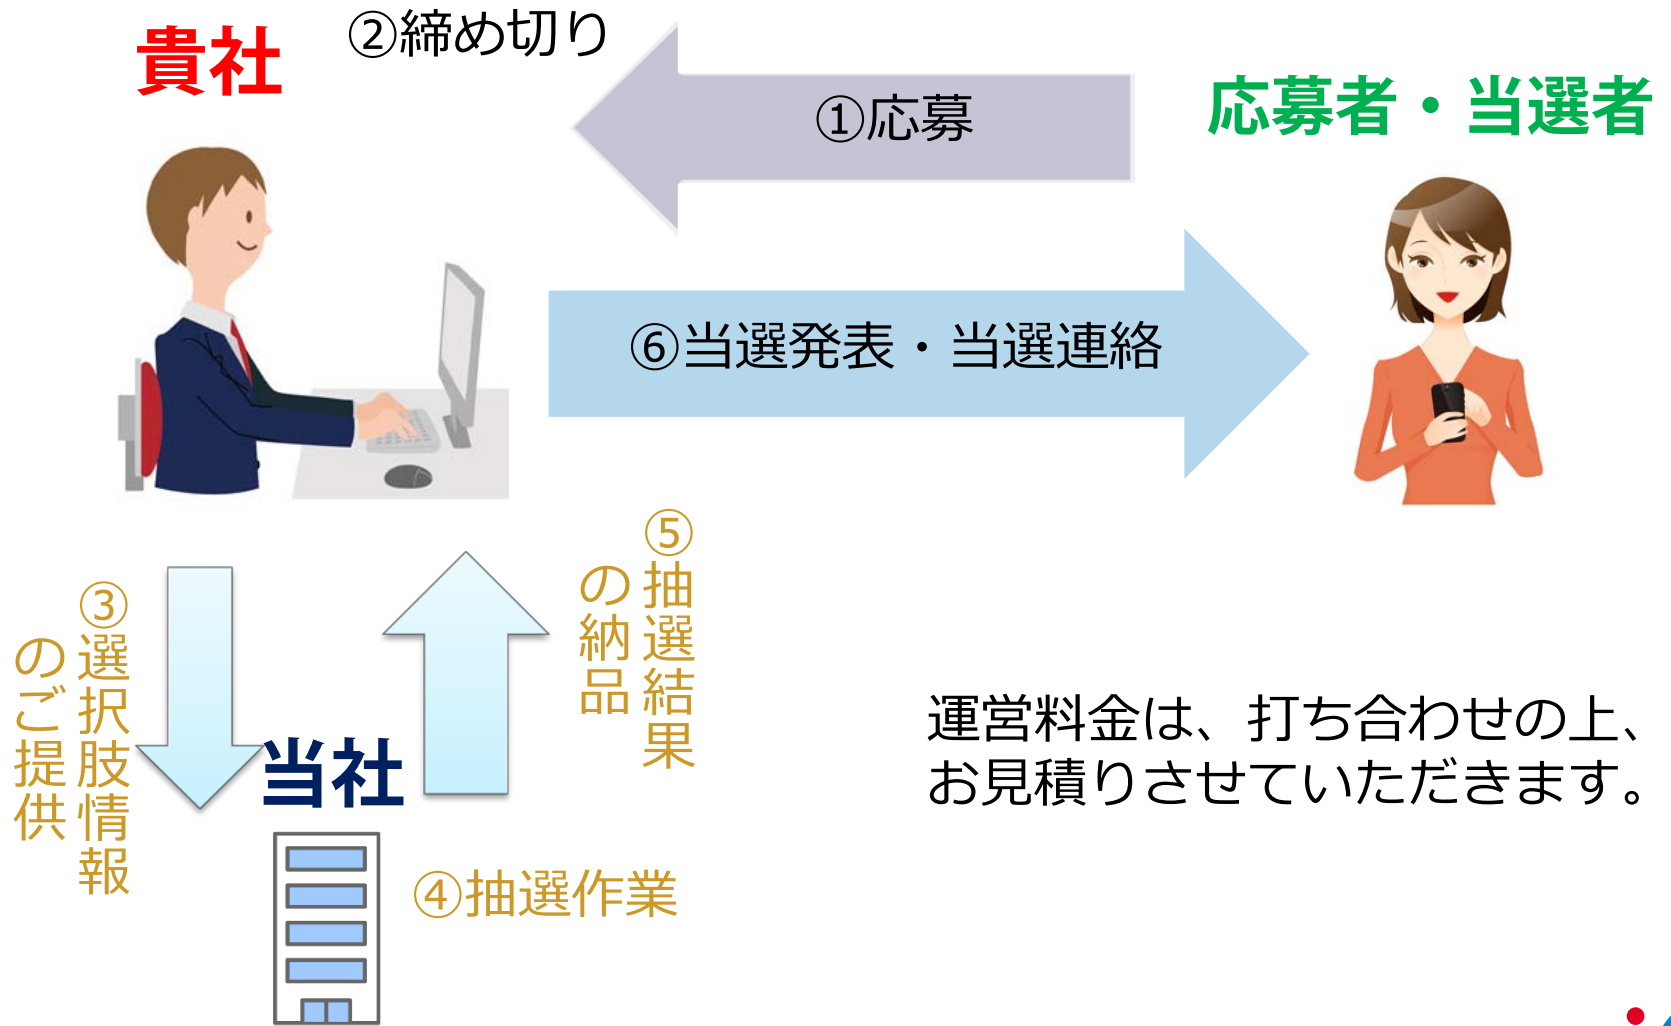 貴社
②締め切り
①応募
応募者・当選者
⑥当選発表・当選連絡
③選択肢情報
のご提供
⑤抽選結果
の納品
当社
④抽選作業
運営料金は、打ち合わせの上、
お見積りさせていただきます。